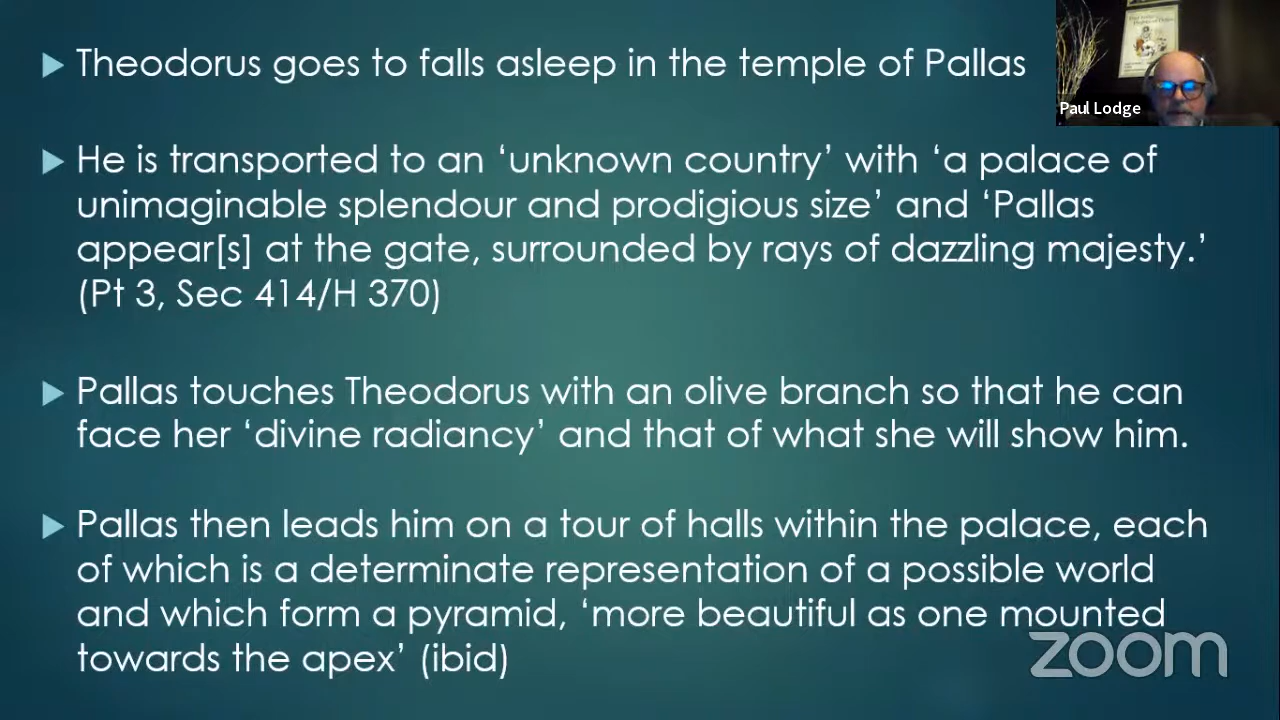 Theodorus goes to falls asleep in the temple of Pallas
Paul Lodge
He is transported to an ‘unknown country’ with ‘a palace of
unimaginable splendour and prodigious size’ and ‘Pallas
appear[s] at the gate, surrounded by rays of dazzling majesty.’
(Pt 3, Sec 414/H 370)
Pallas touches Theodorus with an olive branch so that he can
face her ‘divine radiancy’ and that of what she will show him.
Pallas then leads him on a tour of halls within the palace, each
of which is a determinate representation of a possible world
and which form a pyramid, ‘more beautiful as one mounted
towards the apex’ (ibid)
zoom